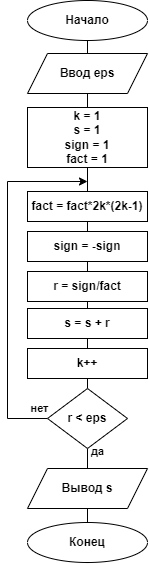 Начало
Ввод eps
k = 1
s = 1
sign = 1
fact = 1
fact = fact*2k*(2k-1)
sign = -sign
r = sign/fact
s = s + r
k++
нет
r < eps
да
Вывод s
Конец